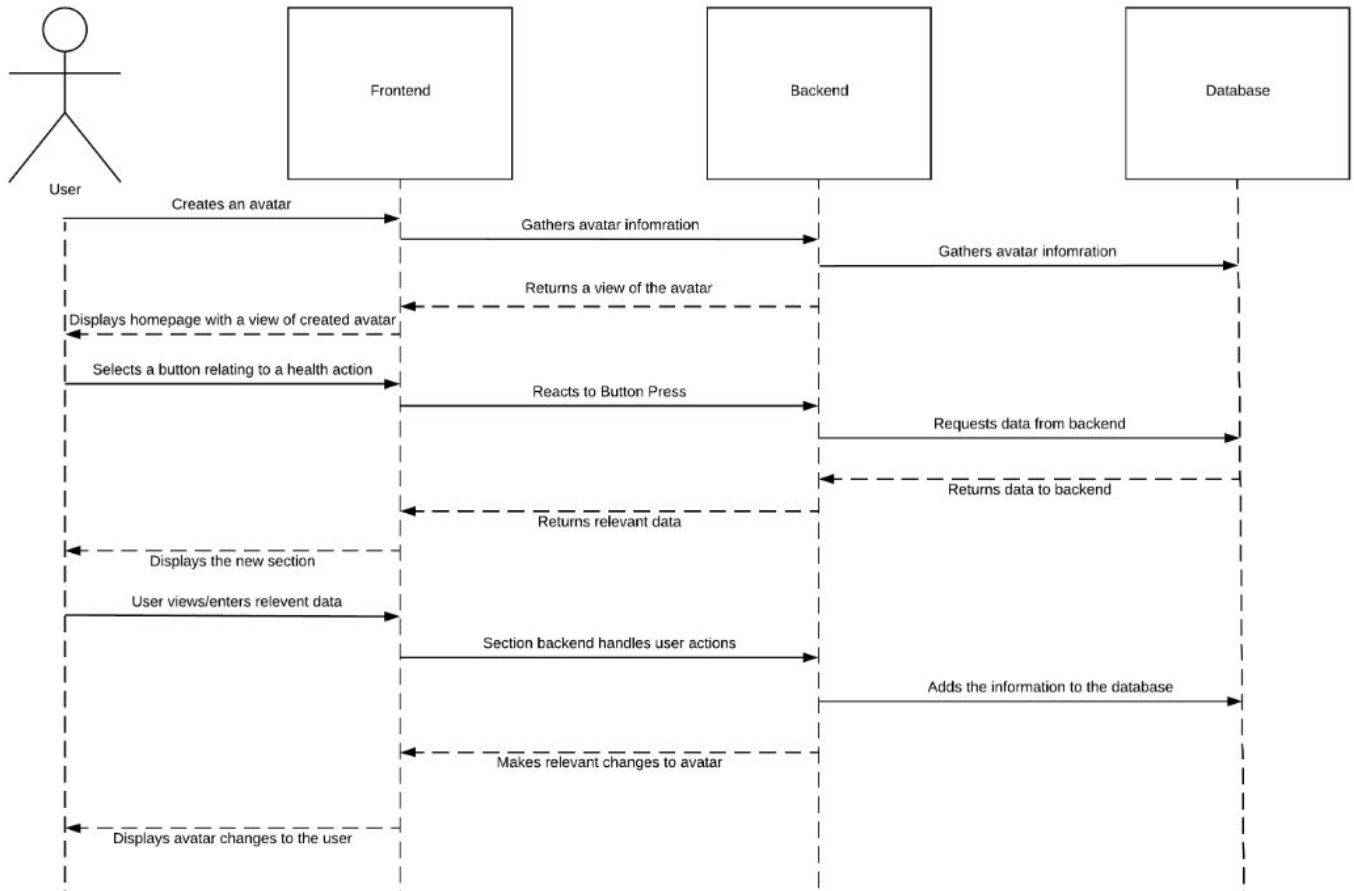 Frontend
Backend
Database
User
Creates an avatar
Gathers avatar infomration
Gathers avatar infomration
Returns a view of the avatar
Displays homepage with a view of created avatar
Selects a button relating to a health action
Reacts to Button Press
Requests data from backend
Returns data to backend
Returns relevant data
Displays the new section
User views/enters relevent data
Section backend handles user actions
Adds the information to the database
Makes relevant changes to avatar
Displays avatar changes to the user